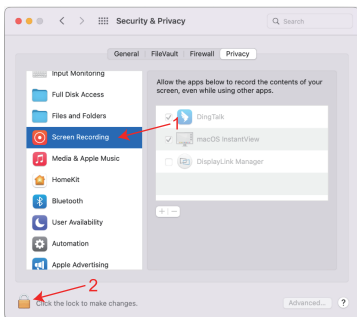 Security & Privacy
Search
General
FileVault
Firewall
Privacy
Input Monitoring
Full Disk Access
Files and Folders
Screen Recording
Media & Apple Music
HomeKit
Bluetooth
User Availability
Automation
Apple Advertising
Allow the apps below to record the contents of your
screen, even while using other apps.
1
DingTalk
macOS InstantView
DisplayLink Manager
+ −
2
Click the lock to make changes.
Advanced...
?